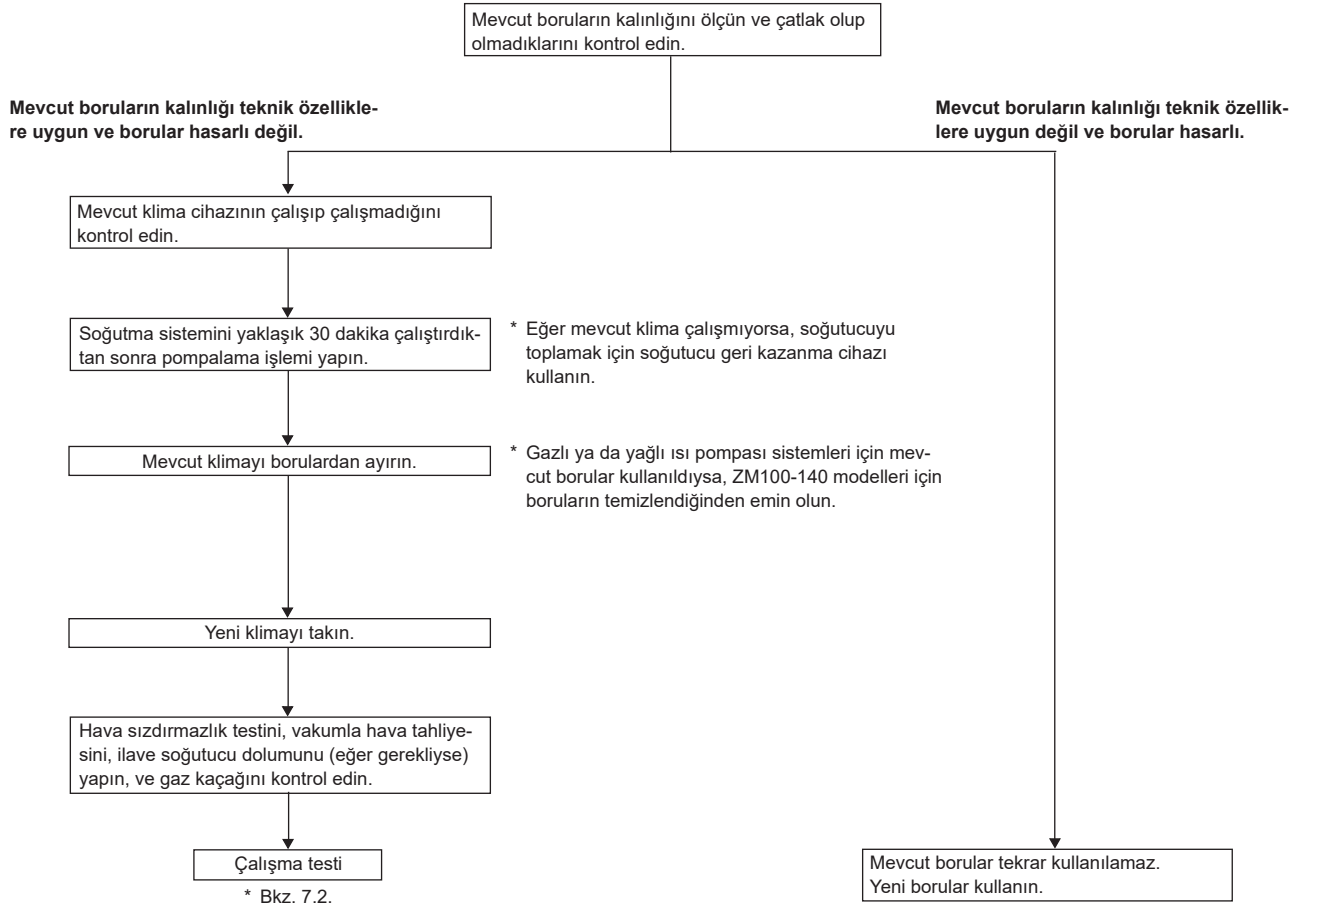 Mevcut boruların kalınlığını ölçün ve çatlak olup
olmadıklarını kontrol edin.
Mevcut boruların kalınlığı teknik özellikle-
re uygun ve borular hasarlı değil.
Mevcut boruların kalınlığı teknik özellik-
lere uygun değil ve borular hasarlı.
Mevcut klima cihazının çalışıp çalışmadığını
kontrol edin.
Soğutma sistemini yaklaşık 30 dakika çalıştırdık-
tan sonra pompalama işlemi yapın.
* Eğer mevcut klima çalışmıyorsa, soğutucuyu
toplamak için soğutucu geri kazanma cihazı
kullanın.
Mevcut klimayı borulardan ayırın.
* Gazlı ya da yağlı ısı pompası sistemleri için mev-
cut borular kullanıldıysa, ZM100-140 modelleri için
boruların temizlendiğinden emin olun.
Yeni klimayı takın.
Hava sızdırmazlık testini, vakumla hava tahliye-
sini, ilave soğutucu dolumunu (eğer gerekliyse)
yapın, ve gaz kaçağını kontrol edin.
Çalışma testi
* Bkz. 7.2.
Mevcut borular tekrar kullanılamaz.
Yeni borular kullanın.